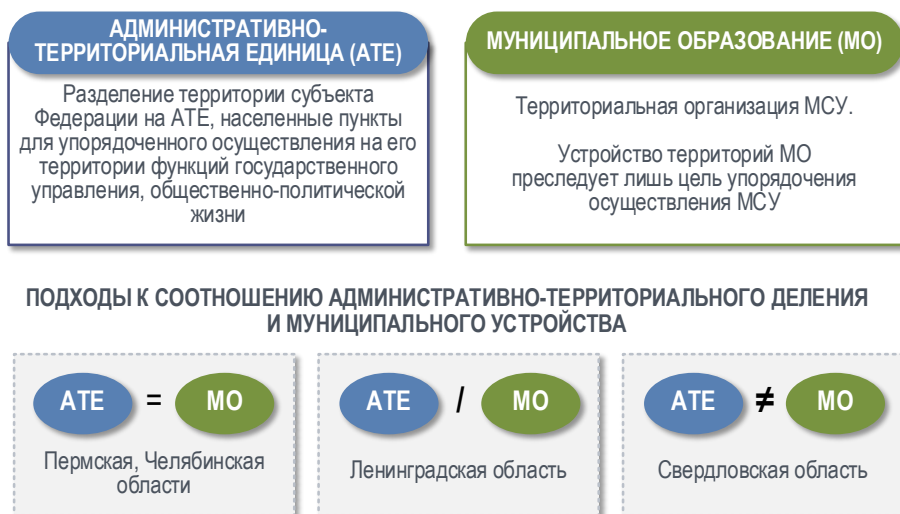 АДМИНИСТРАТИВНО-
ТЕРРИТОРИАЛЬНАЯ ЕДИНИЦА (АТЕ)
Разделение территории субъекта
Федерации на АТЕ, населенные пункты
для упорядоченного осуществления на его
территории функций государственного
управления, общественно-политической
жизни
МУНИЦИПАЛЬНОЕ ОБРАЗОВАНИЕ (МО)
Территориальная организация МСУ.
Устройство территорий МО
преследует лишь цель упорядочения
осуществления МСУ
ПОДХОДЫ К СООТНОШЕНИЮ АДМИНИСТРАТИВНО-ТЕРРИТОРИАЛЬНОГО ДЕЛЕНИЯ
И МУНИЦИПАЛЬНОГО УСТРОЙСТВА
АТЕ = МО
Пермская, Челябинская
области
АТЕ / МО
Ленинградская область
АТЕ ≠ МО
Свердловская область